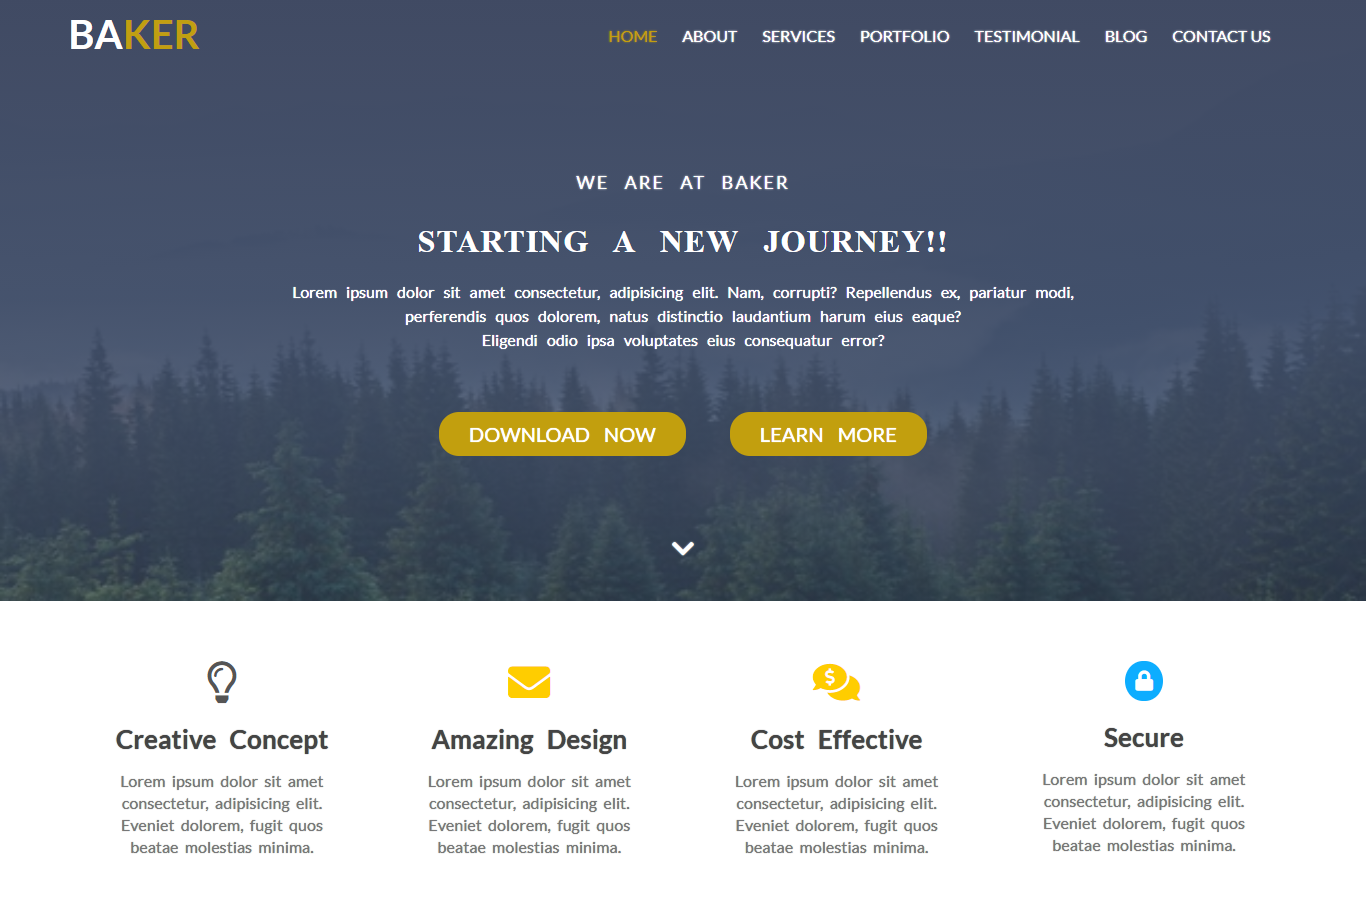 BAKER
HOME ABOUT SERVICES PORTFOLIO TESTIMONIAL BLOG CONTACT US
WE ARE AT BAKER
STARTING A NEW JOURNEY!!
Lorem ipsum dolor sit amet consectetur, adipisicing elit. Nam, corrupti? Repellendus ex, pariatur modi,
perferendis quos dolorem, natus distinctio laudantium harum eius eaque?
Eligendi odio ipsa voluptates eius consequatur error?
DOWNLOAD NOW
LEARN MORE
Creative Concept
Lorem ipsum dolor sit amet
consectetur, adipisicing elit.
Eveniet dolorem, fugit quos
beatae molestias minima.
Amazing Design
Lorem ipsum dolor sit amet
consectetur, adipisicing elit.
Eveniet dolorem, fugit quos
beatae molestias minima.
$
Cost Effective
Lorem ipsum dolor sit amet
consectetur, adipisicing elit.
Eveniet dolorem, fugit quos
beatae molestias minima.
Secure
Lorem ipsum dolor sit amet
consectetur, adipisicing elit.
Eveniet dolorem, fugit quos
beatae molestias minima.